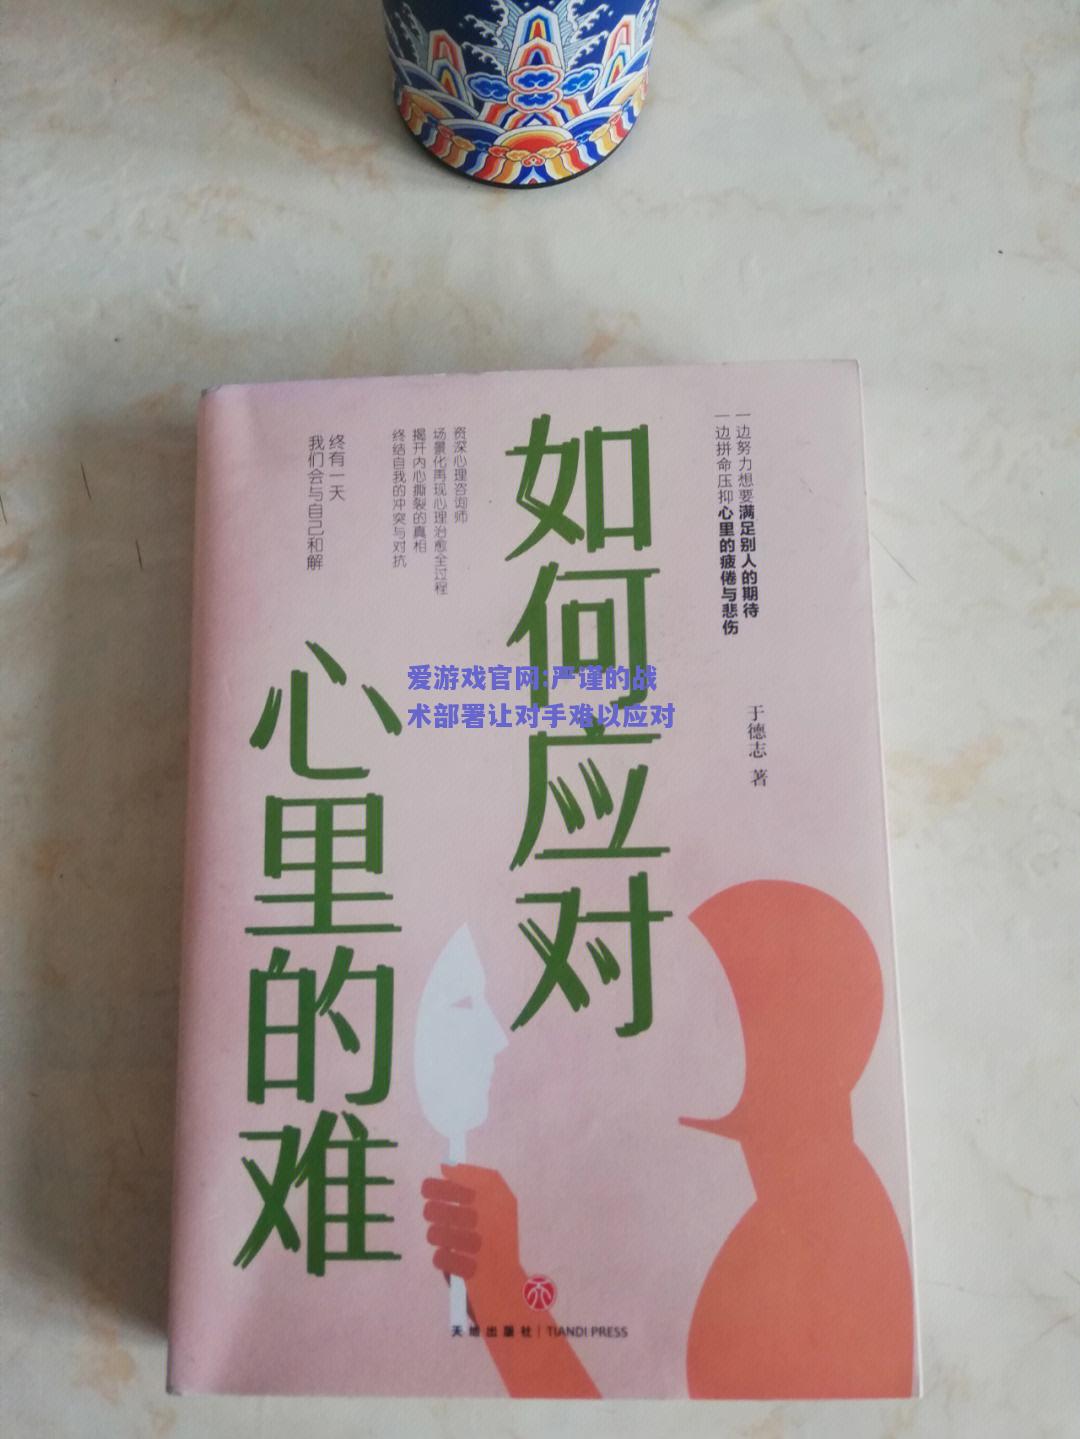 一边努力想要满足别人的期待
一边拼命压抑心里的疲倦与悲伤
于德志 著
如何应对
心里的难
资深心理咨询师
场景化再现心理治愈全过程
揭开内心撕裂的真相
终结自我的冲突与对抗
终有一天
我们会与自己和解
爱游戏官网:严谨的战
术部署让对手难以应对
天地出版社 | TIANDI PRESS